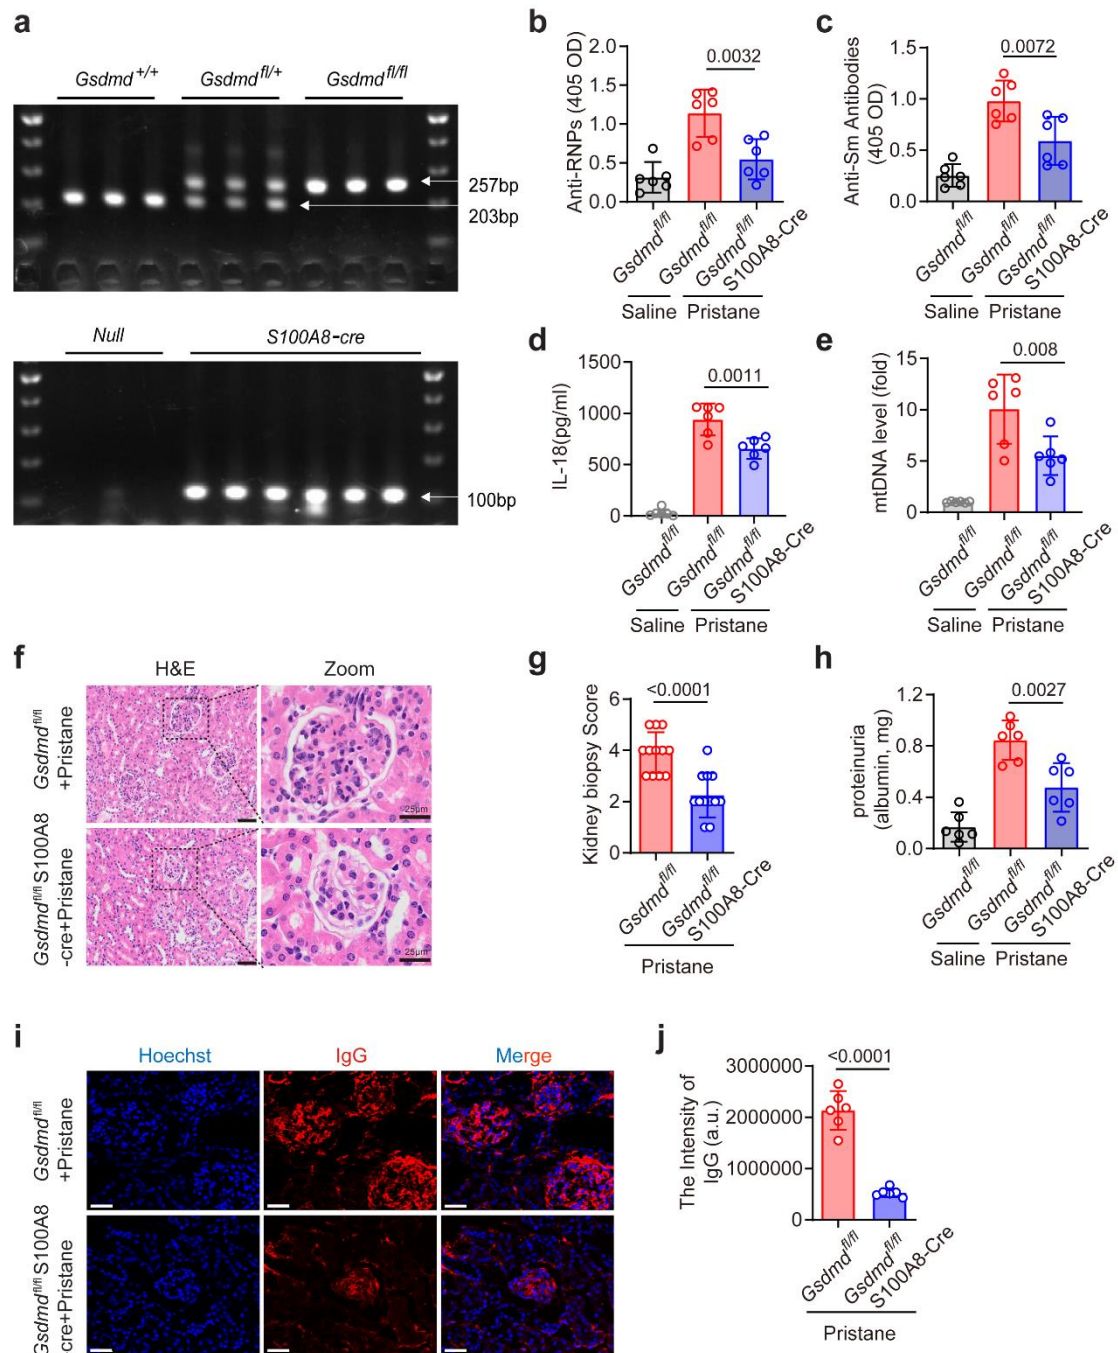 a
Gsdmd+/+ Gsdmdfl/+ Gsdmdfl/fl
257bp
203bp
Null S100A8-cre
100bp
b
Anti-RNPs (405 OD)
2.0
1.5
1.0
0.5
0.0
0.0032
Gsdmdfl/fl
Gsdmdfl/fl
Gsdmdfl/fl
S100A8-Cre
Saline Pristane
c
Anti-Sm Antibodies
(405 OD)
1.5
1.0
0.5
0.0
0.0072
Gsdmdfl/fl
Gsdmdfl/fl
Gsdmdfl/fl
S100A8-Cre
Saline Pristane
d
IL-18(pg/ml)
1500
1000
500
0
0.0011
Gsdmdfl/fl
Gsdmdfl/fl
Gsdmdfl/fl
S100A8-Cre
Saline Pristane
e
mtDNA level (fold)
15
10
5
0
0.008
Gsdmdfl/fl
Gsdmdfl/fl
Gsdmdfl/fl
S100A8-Cre
Saline Pristane
f
H&E Zoom
Gsdmdfl/fl
+Pristane
25μm
Gsdmdfl/fl S100A8
-cre+Pristane
25μm
g
Kidney biopsy Score
6
4
2
0
<0.0001
Gsdmdfl/fl
Gsdmdfl/fl
S100A8-Cre
Pristane
h
proteinuria
(albumin, mg)
1.2
0.8
0.4
0.0
0.0027
Gsdmdfl/fl
Gsdmdfl/fl
Gsdmdfl/fl
S100A8-Cre
Saline Pristane
i
Hoechst IgG Merge
Gsdmdfl/fl
+Pristane
Gsdmdfl/fl S100A8
-cre+Pristane
j
The Intensity of
IgG (a.u.)
3000000
2000000
1000000
0
<0.0001
Gsdmdfl/fl
Gsdmdfl/fl
S100A8-Cre
Pristane